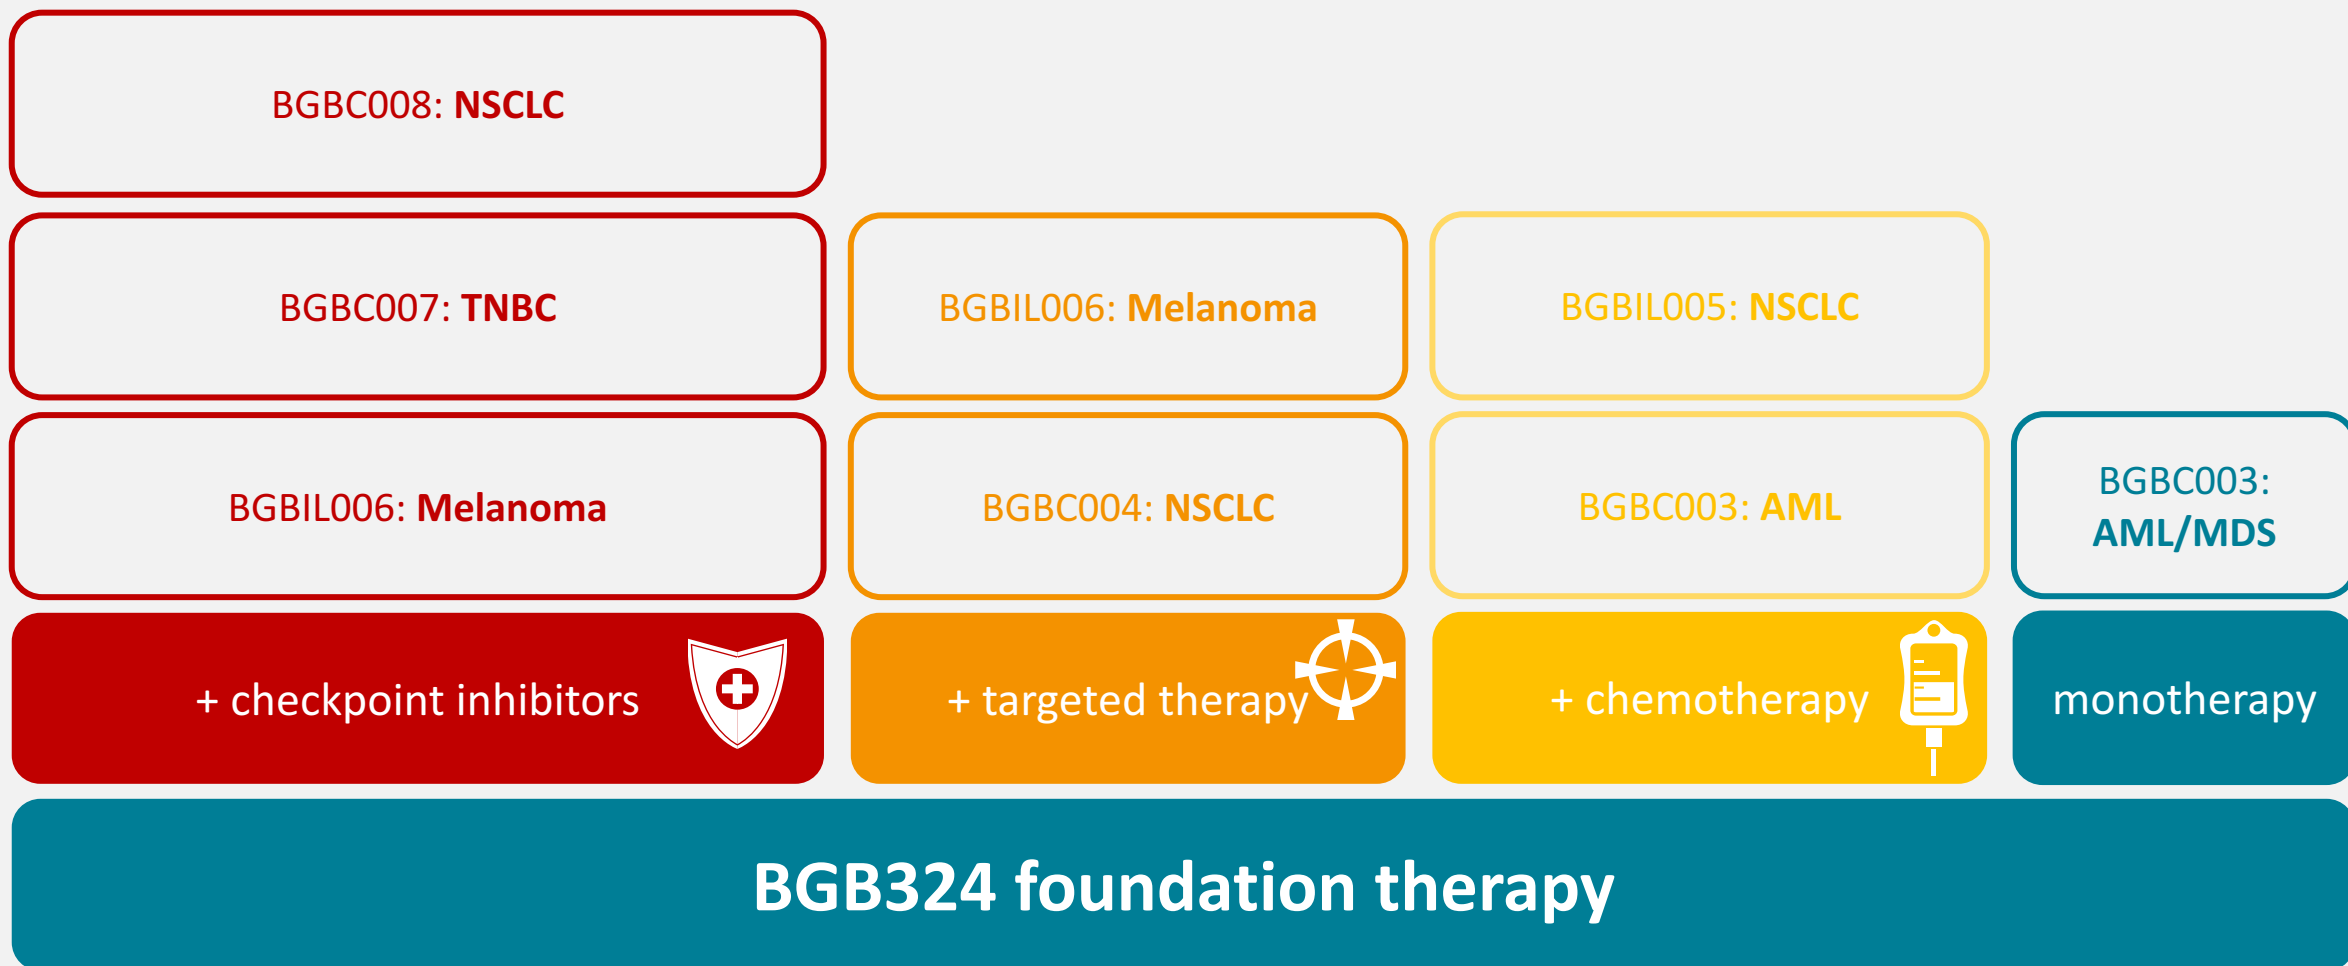 BGBC008: NSCLC
BGBC007: TNBC
BGBIL006: Melanoma
BGBIL005: NSCLC
BGBIL006: Melanoma
BGBC004: NSCLC
BGBC003: AML
BGBC003:
AML/MDS
+ checkpoint inhibitors
+ targeted therapy
+ chemotherapy
monotherapy
BGB324 foundation therapy